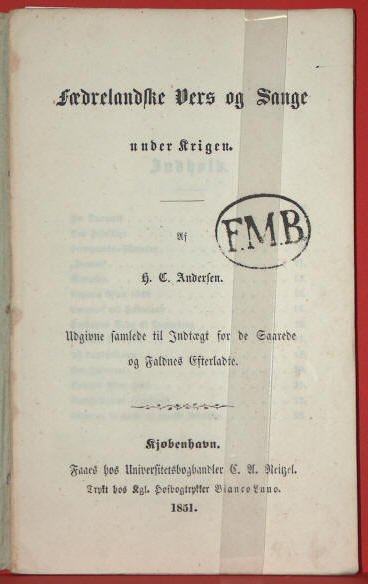 Fædrelandske Vers og Sange
under Krigen.
Af
H. C. Andersen.
F.M.B
Udgivne samlede til Indtægt for de Saarede
og Faldnes Efterladte.
Kjøbenhavn.
Faaes hos Universitetsboghandler C. A. Reitzel.
Trykt hos Kgl. Hofbogtrykker Bianco Luno.
1851.